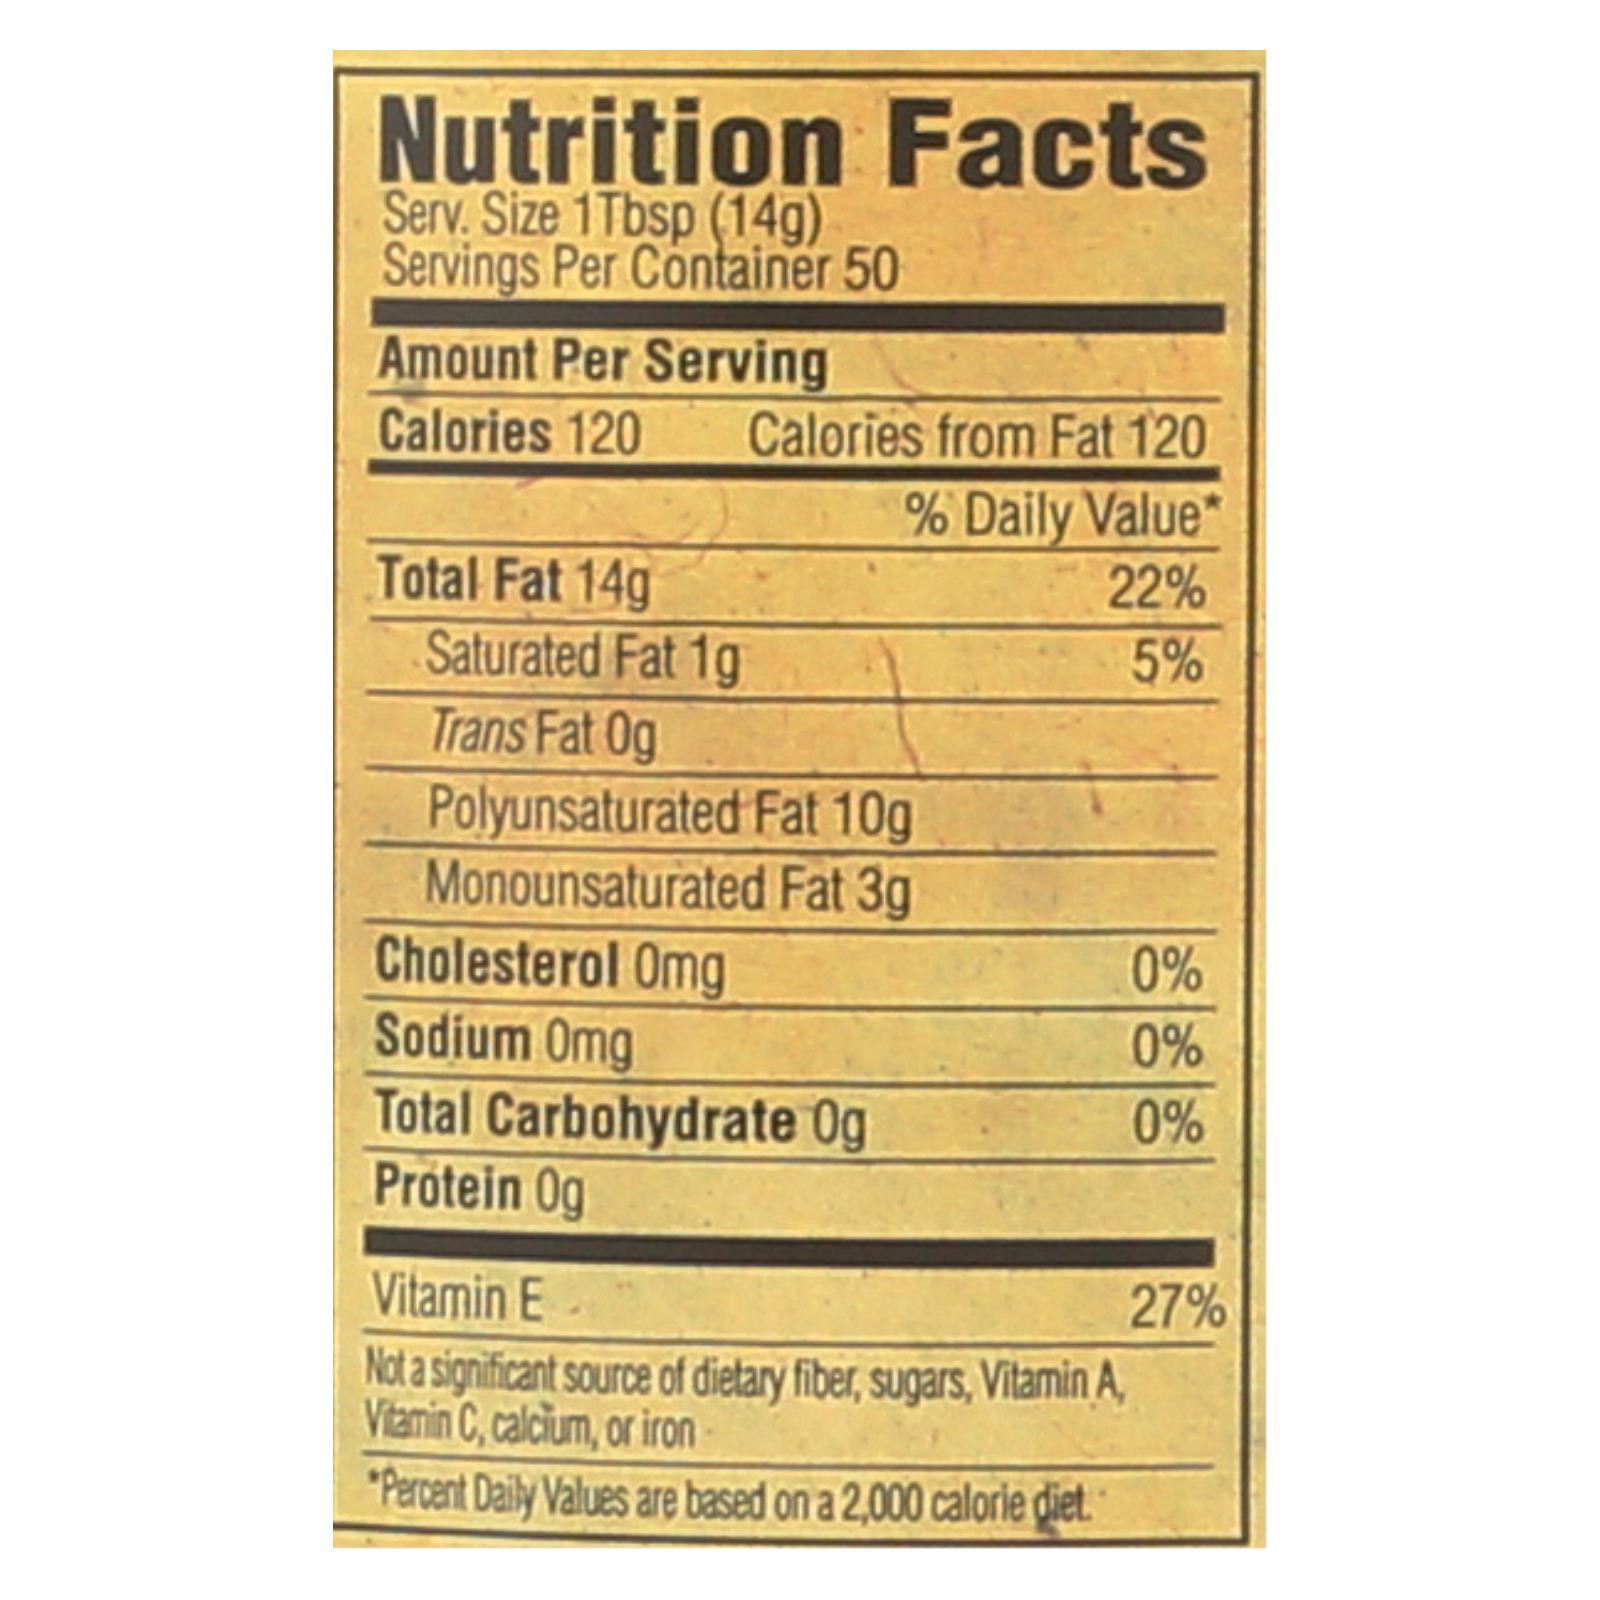 Nutrition Facts
Serv. Size 1Tbsp (14g)
Servings Per Container 50
Amount Per Serving
Calories 120 Calories from Fat 120
% Daily Value*
Total Fat 14g 22%
Saturated Fat 1g 5%
Trans Fat 0g
Polyunsaturated Fat 10g
Monounsaturated Fat 3g
Cholesterol 0mg 0%
Sodium 0mg 0%
Total Carbohydrate 0g 0%
Protein 0g
Vitamin E 27%
Not a significant source of dietary fiber, sugars, Vitamin A,
Vitamin C, calcium, or iron
*Percent Daily Values are based on a 2,000 calorie diet.